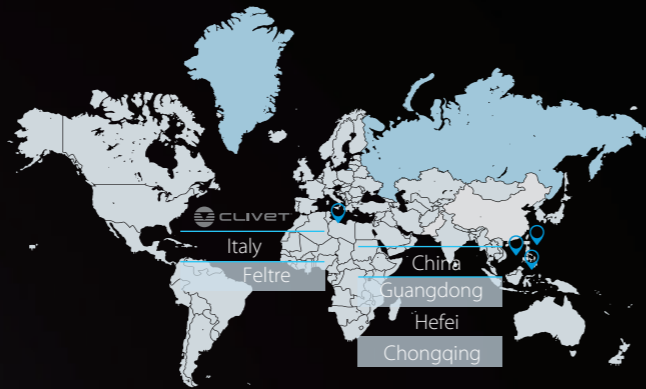 CLIVET
Italy
Feltre
China
Guangdong
Hefei
Chongqing